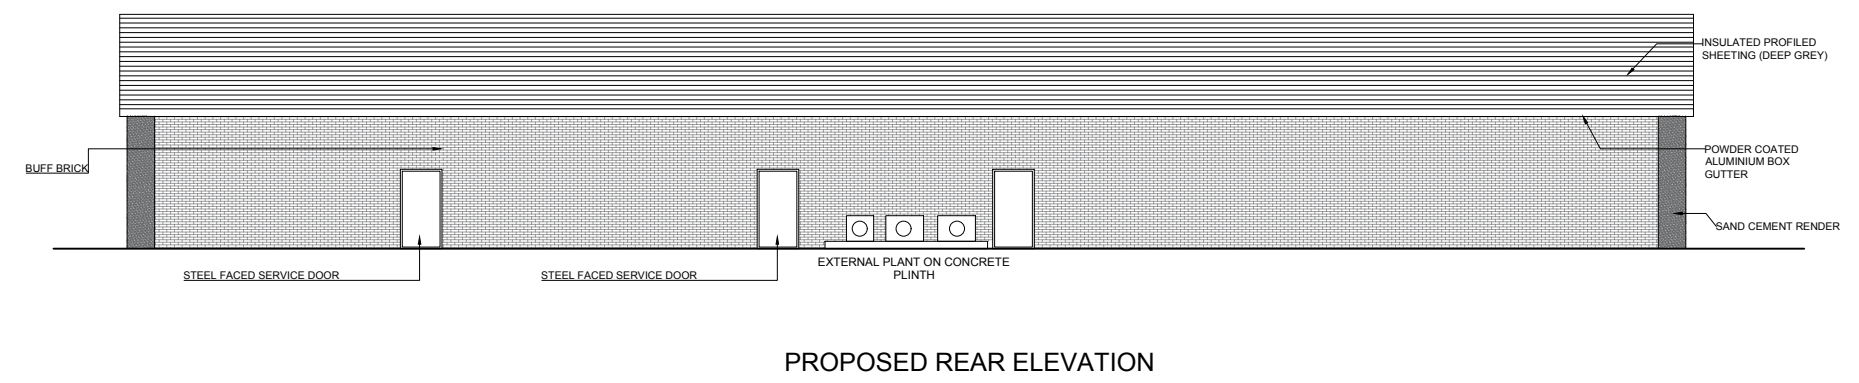 INSULATED PROFILED
SHEETING (DEEP GREY)
POWDER COATED
ALUMINIUM BOX
GUTTER
BUFF BRICK
SAND CEMENT RENDER
STEEL FACED SERVICE DOOR
STEEL FACED SERVICE DOOR
EXTERNAL PLANT ON CONCRETE
PLINTH
PROPOSED REAR ELEVATION